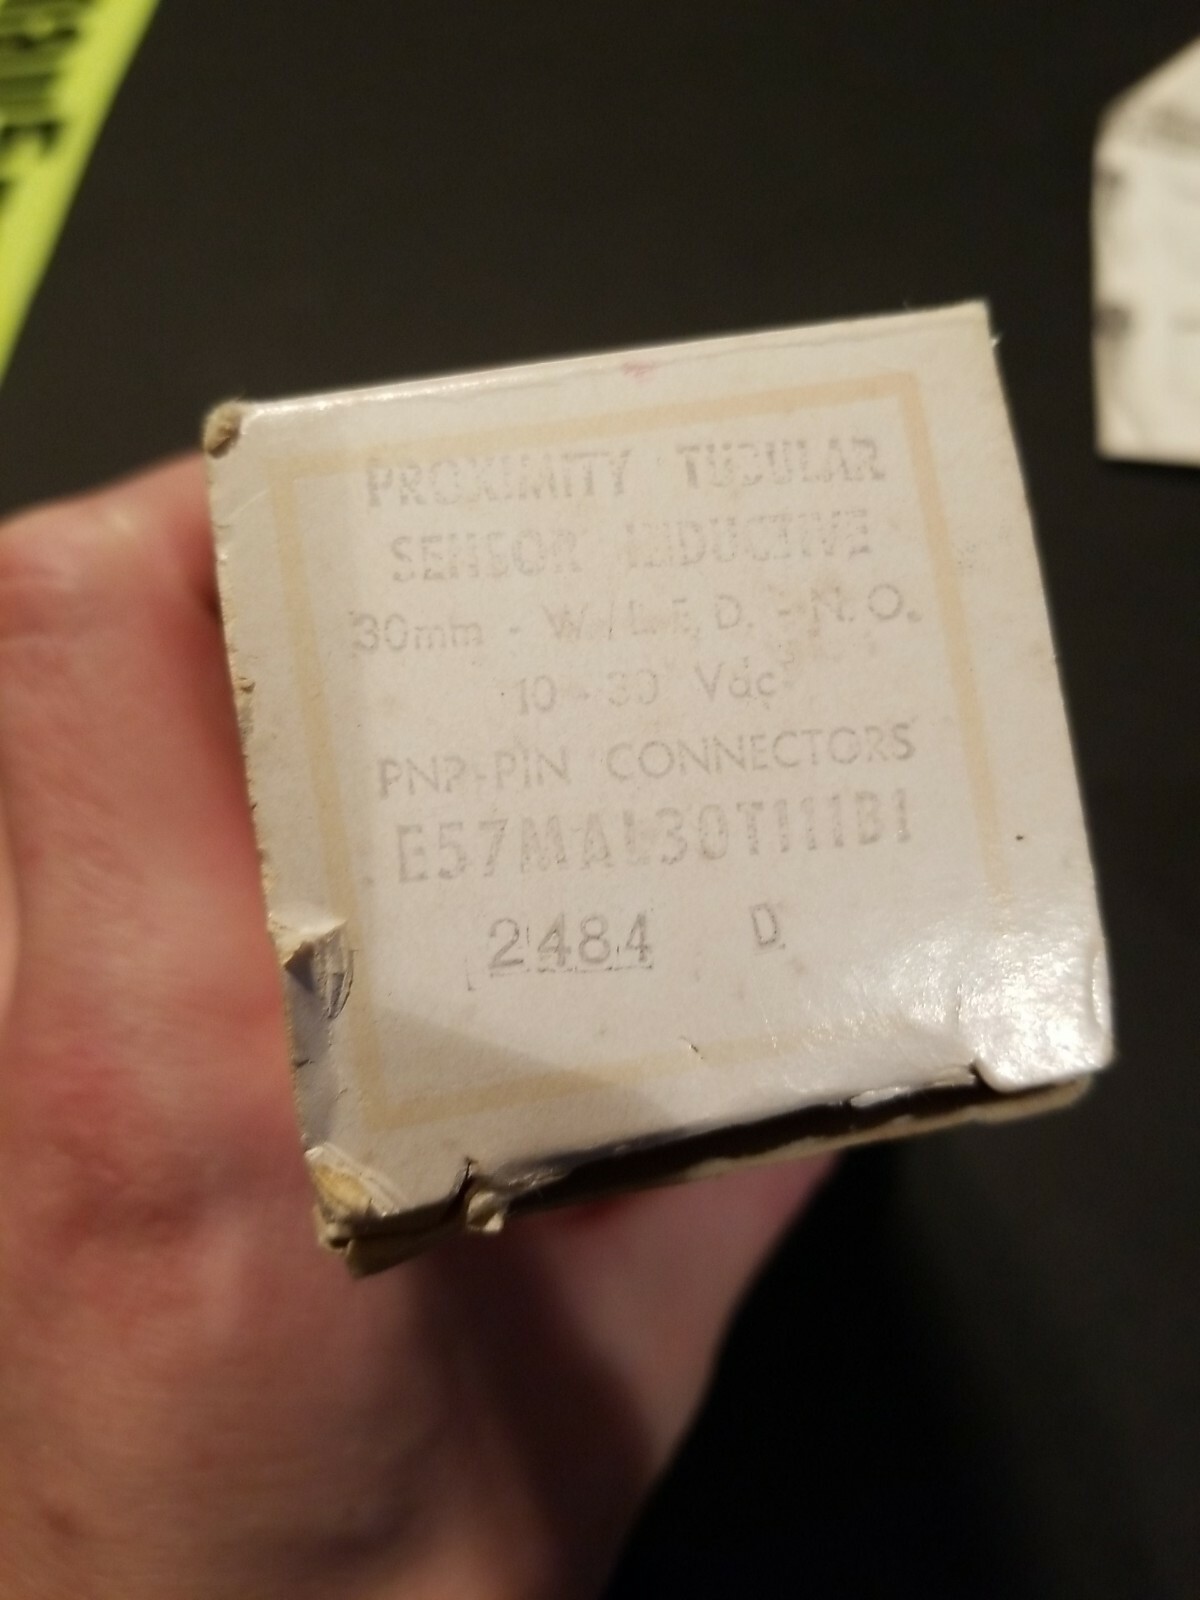 PROXIMITY TUBULAR
SENSOR INDUCTIVE
30mm - W/L.E.D. - N.O.
10 - 30 Vdc
PNP-PIN CONNECTORS
E57MAL30T111B1
2484 D